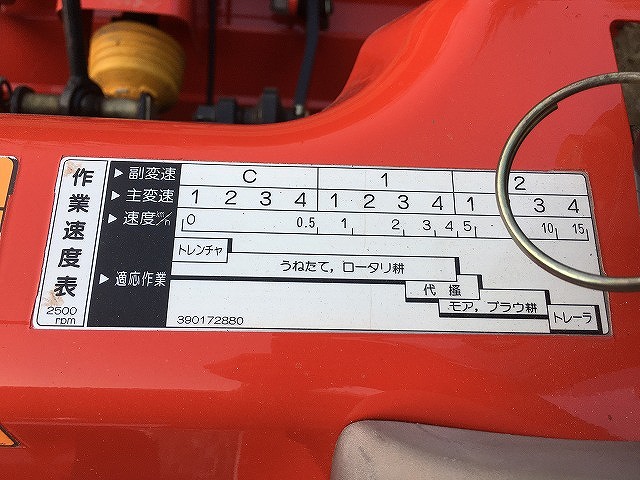 作業速度表
2500
rpm
▶副変速 C 1 2
▶主変速 1 2 3 4 1 2 3 4 1 3 4
▶速度km/h 0 0.5 1 2 3 4 5 10 15
▶適応作業
トレンチャ
うねたて，ロータリ耕
代掻
モア，プラウ耕
トレーラ
390172880